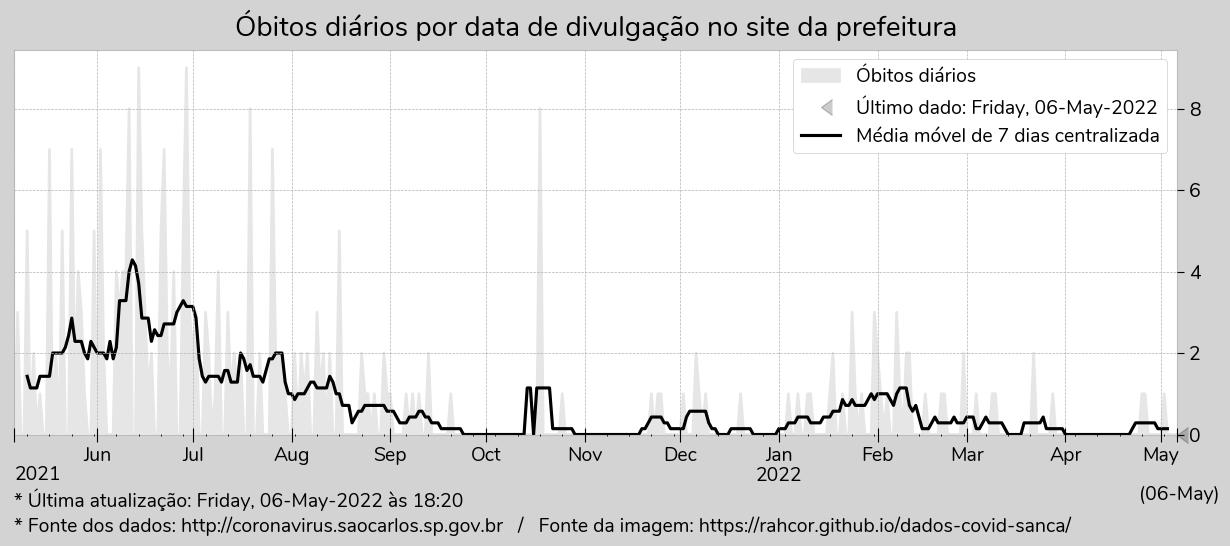 Óbitos diários por data de divulgação no site da prefeitura
Óbitos diários
Último dado: Friday, 06-May-2022
Média móvel de 7 dias centralizada
8
6
4
2
0
Jun Jul Aug Sep Oct Nov Dec Jan Feb Mar Apr May
2021 2022
(06-May)
* Última atualização: Friday, 06-May-2022 às 18:20
* Fonte dos dados: http://coronavirus.saocarlos.sp.gov.br / Fonte da imagem: https://rahcor.github.io/dados-covid-sanca/